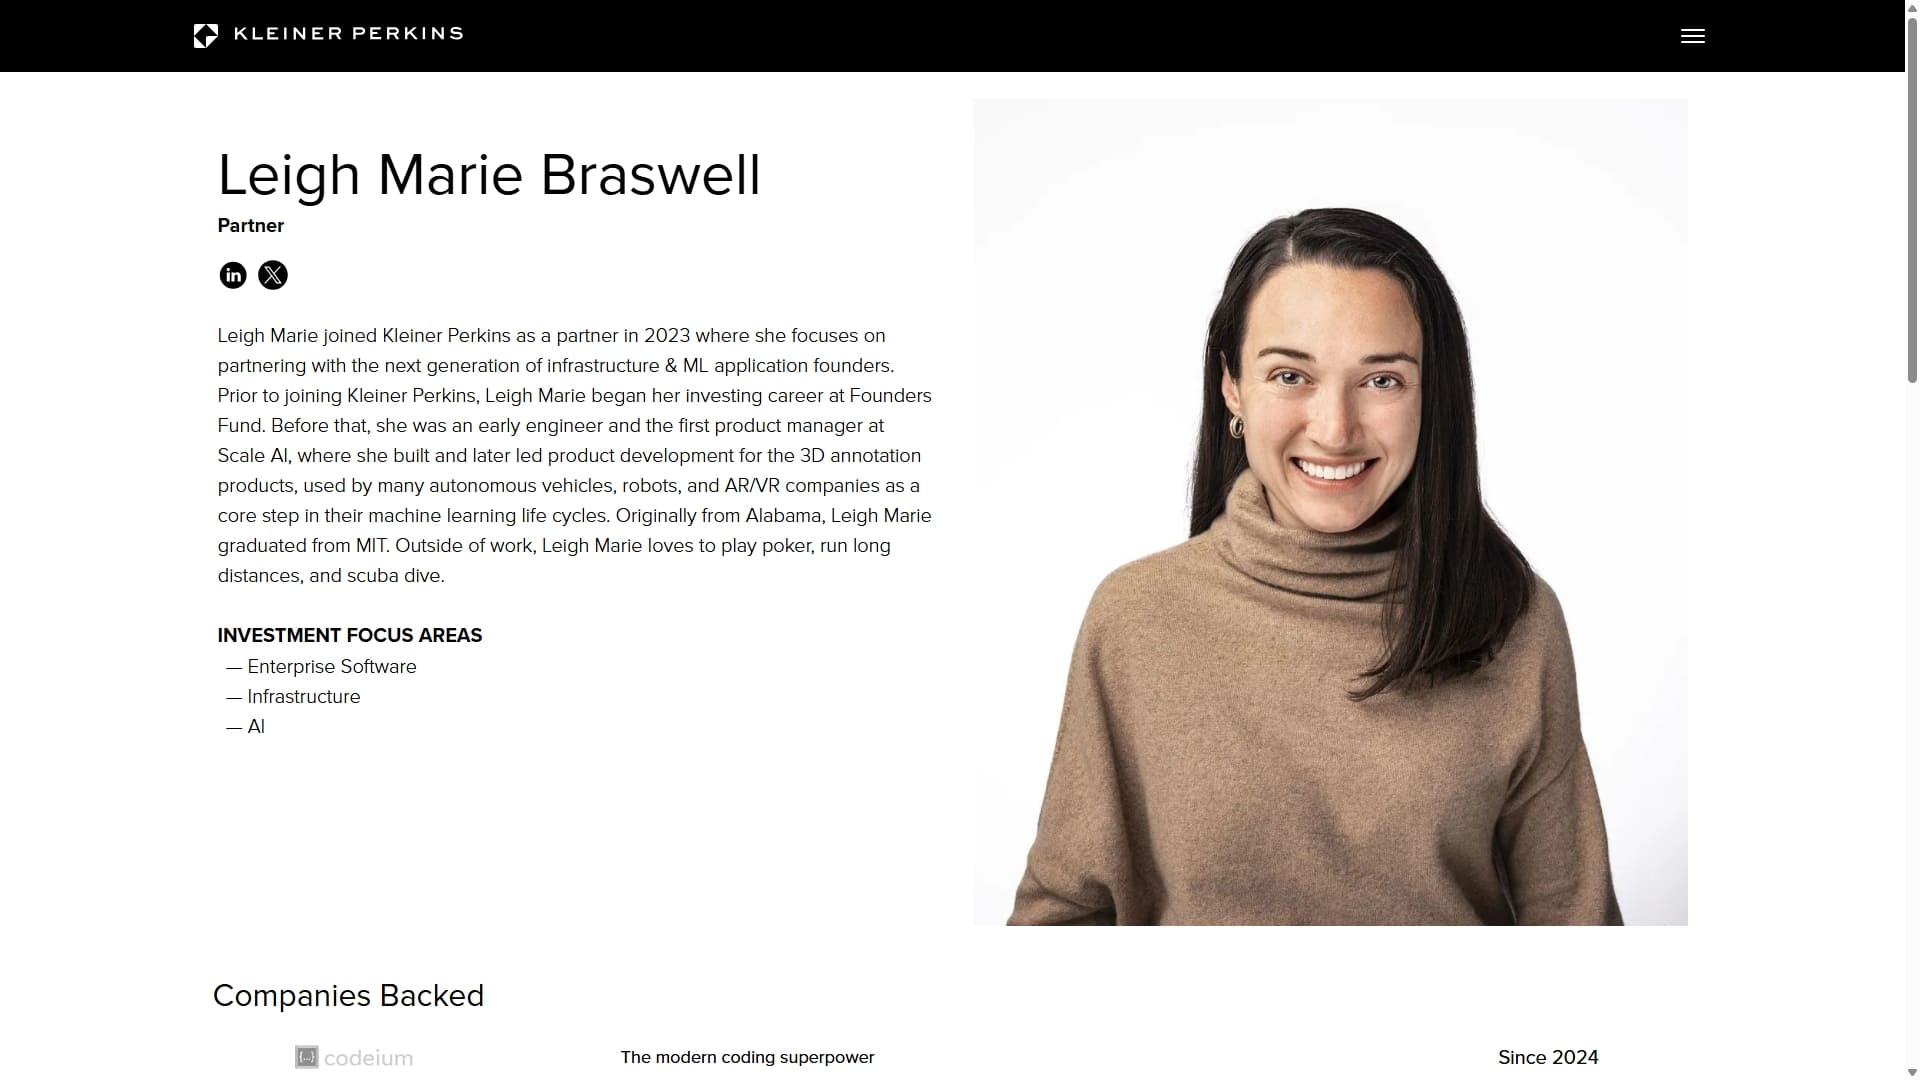 KLEINER PERKINS
Leigh Marie Braswell
Partner
Leigh Marie joined Kleiner Perkins as a partner in 2023 where she focuses on
partnering with the next generation of infrastructure & ML application founders.
Prior to joining Kleiner Perkins, Leigh Marie began her investing career at Founders
Fund. Before that, she was an early engineer and the first product manager at
Scale AI, where she built and later led product development for the 3D annotation
products, used by many autonomous vehicles, robots, and AR/VR companies as a
core step in their machine learning life cycles. Originally from Alabama, Leigh Marie
graduated from MIT. Outside of work, Leigh Marie loves to play poker, run long
distances, and scuba dive.
INVESTMENT FOCUS AREAS
— Enterprise Software
— Infrastructure
— AI
Companies Backed
{...} codeium The modern coding superpower Since 2024